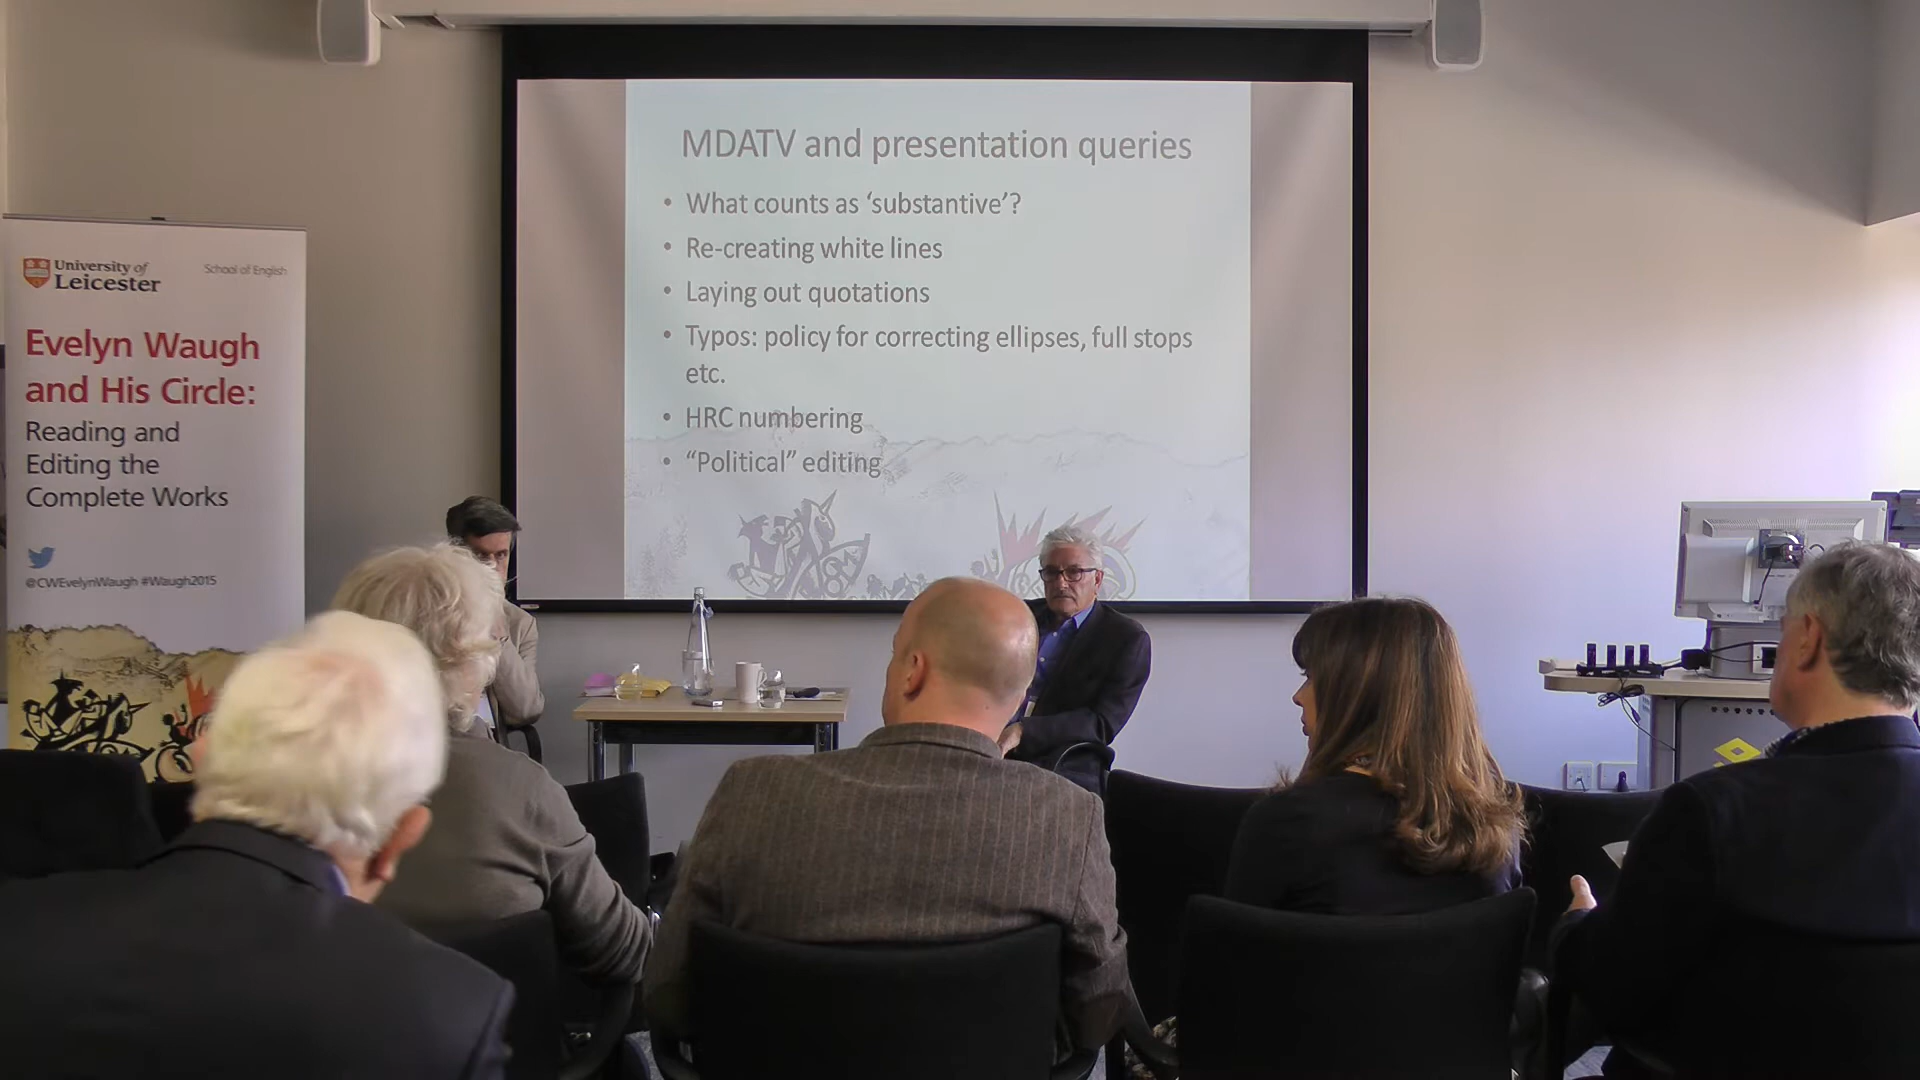 MDATV and presentation queries
• What counts as ‘substantive’?
• Re-creating white lines
• Laying out quotations
• Typos: policy for correcting ellipses, full stops
etc.
• HRC numbering
• “Political” editing
University of
Leicester
School of English
Evelyn Waugh
and His Circle:
Reading and
Editing the
Complete Works
@CWEvelynWaugh #Waugh2015